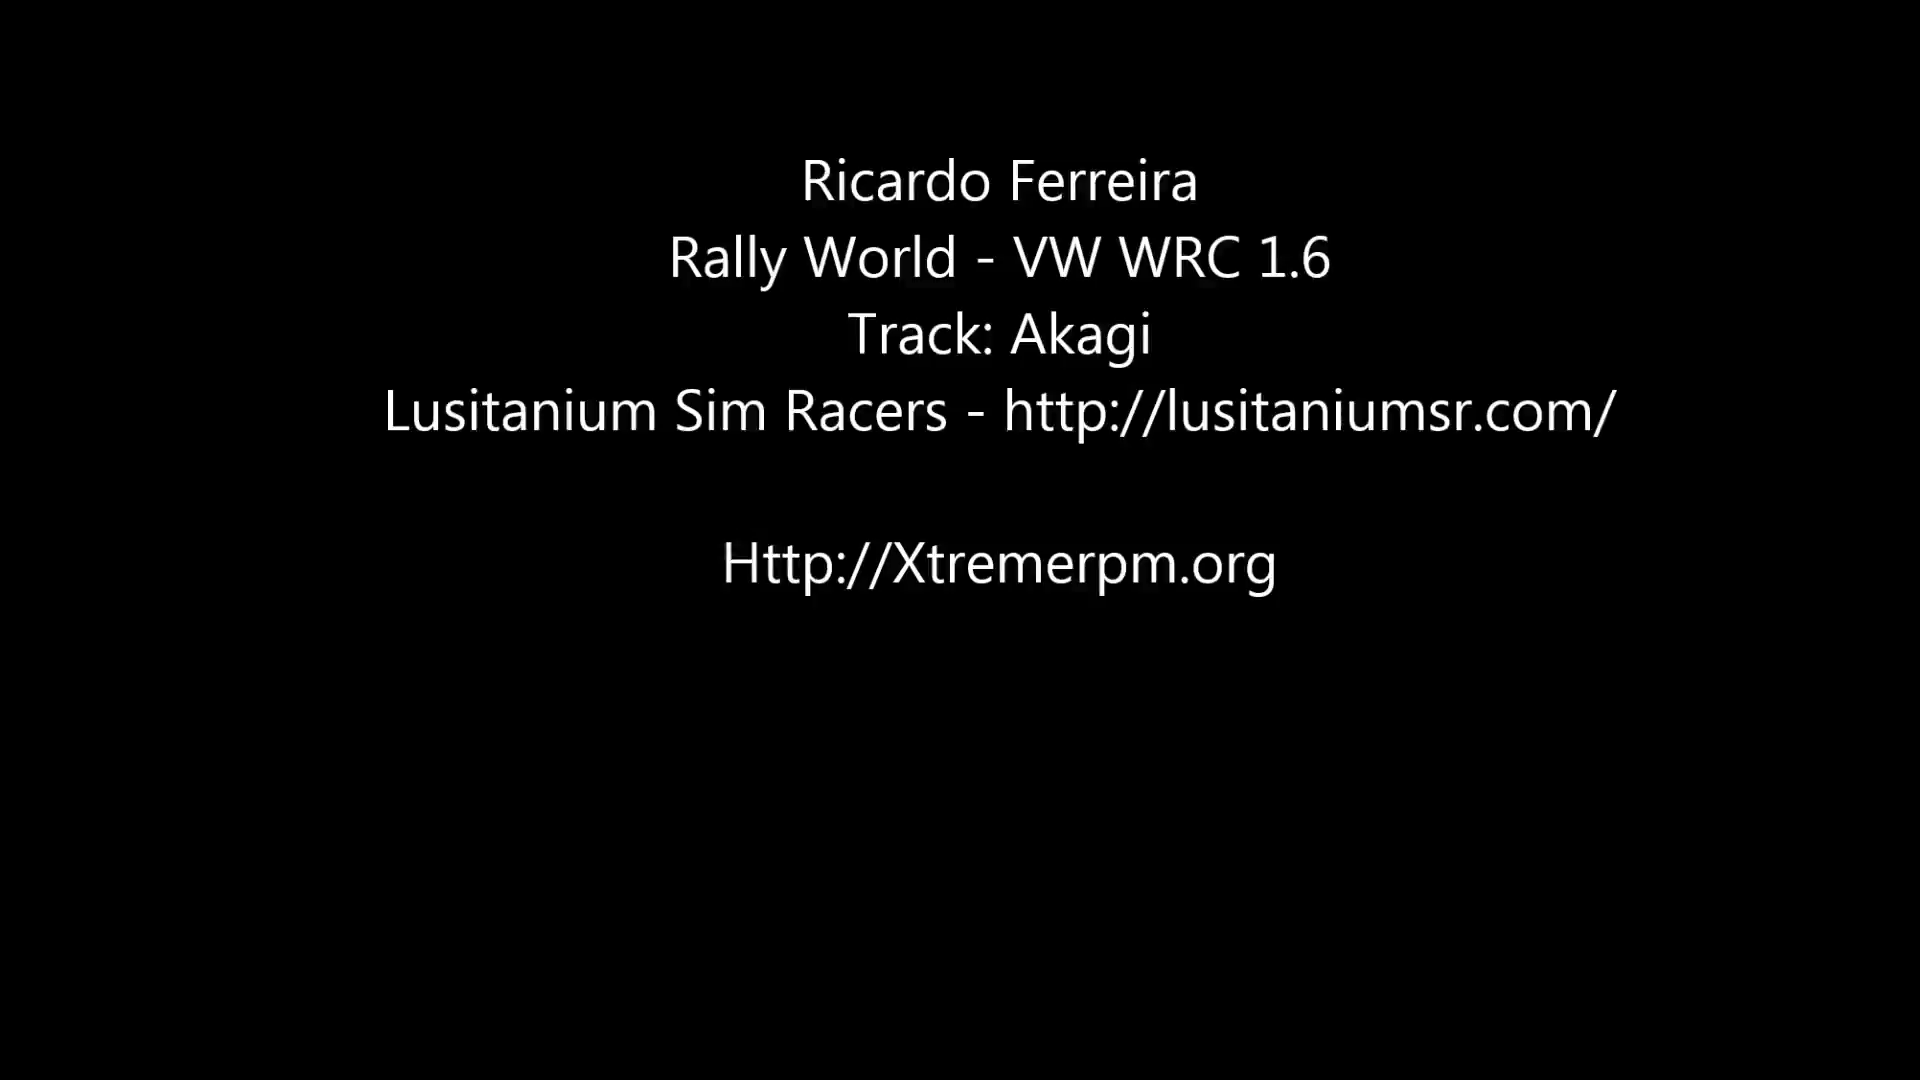 Ricardo Ferreira
Rally World - VW WRC 1.6
Track: Akagi
Lusitanium Sim Racers - http://lusitaniumsr.com/
Http://Xtremerpm.org